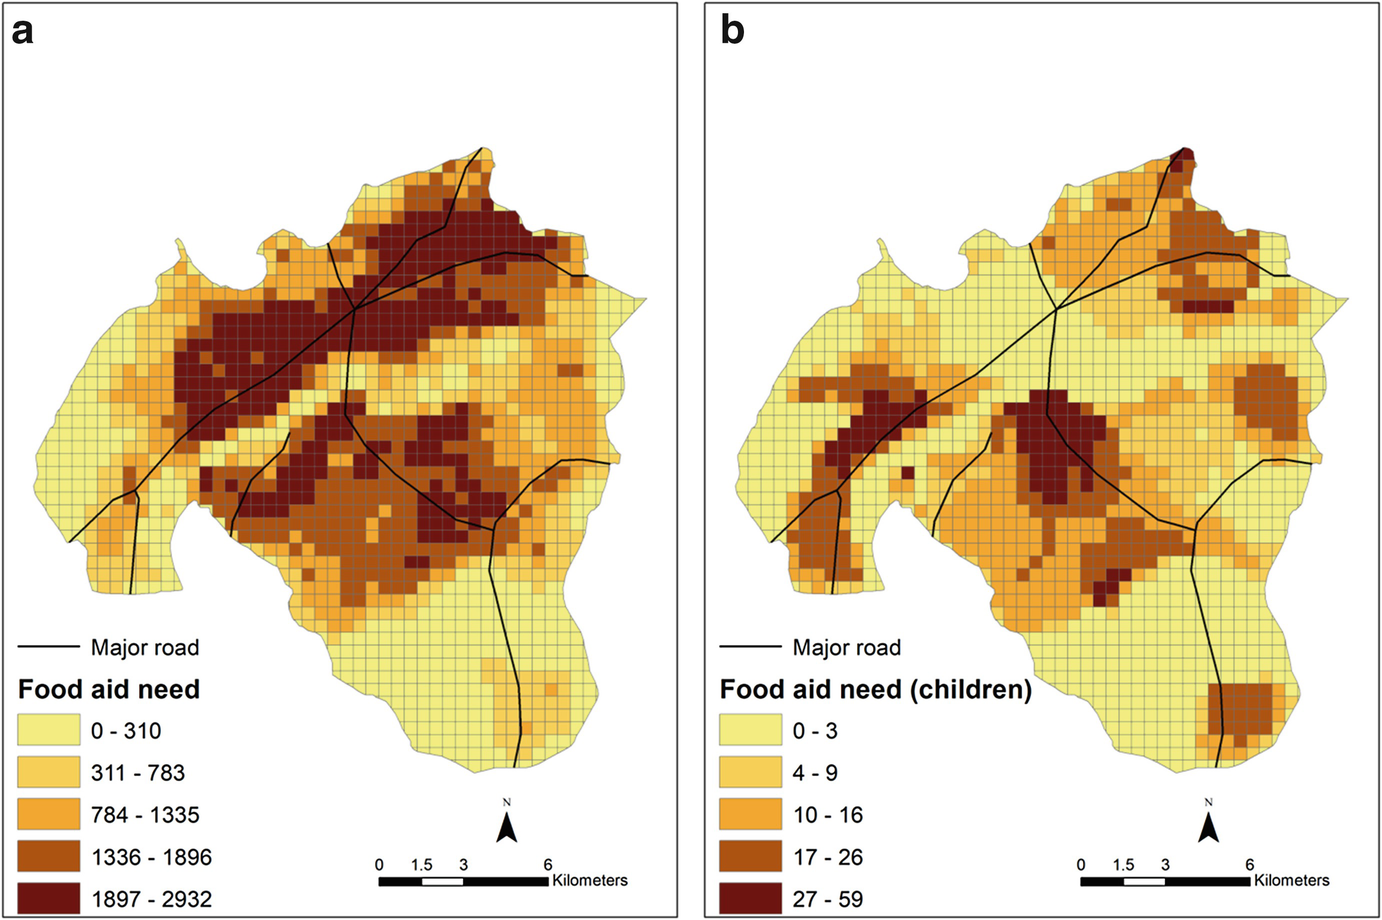 a
Major road
Food aid need
0 - 310
311 - 783
784 - 1335
1336 - 1896
1897 - 2932
N
0 1.5 3 6
Kilometers
b
Major road
Food aid need (children)
0 - 3
4 - 9
10 - 16
17 - 26
27 - 59
N
0 1.5 3 6
Kilometers